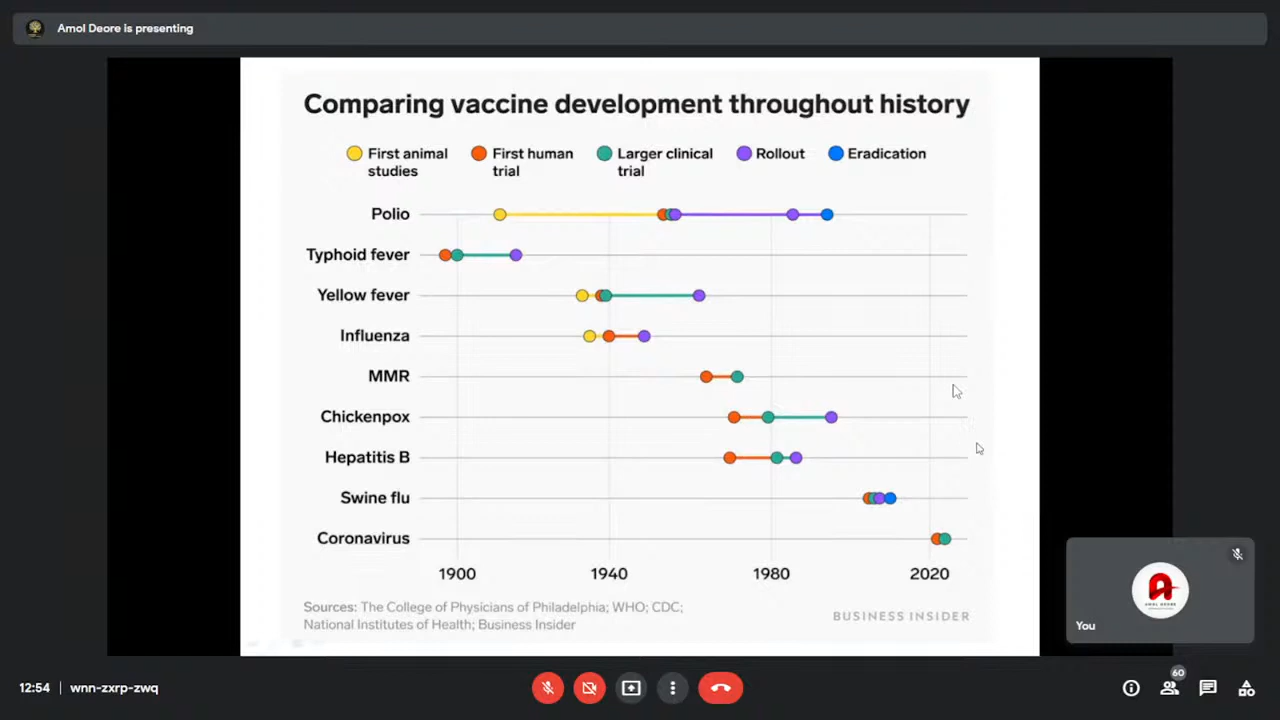 Amol Deore is presenting
Comparing vaccine development throughout history
First animal studies
First human trial
Larger clinical trial
Rollout
Eradication
Polio
Typhoid fever
Yellow fever
Influenza
MMR
Chickenpox
Hepatitis B
Swine flu
Coronavirus
1900 1940 1980 2020
Sources: The College of Physicians of Philadelphia; WHO; CDC;
National Institutes of Health; Business Insider
BUSINESS INSIDER
AMOL DEORE
You
12:54 | wnn-zxrp-zwq
60